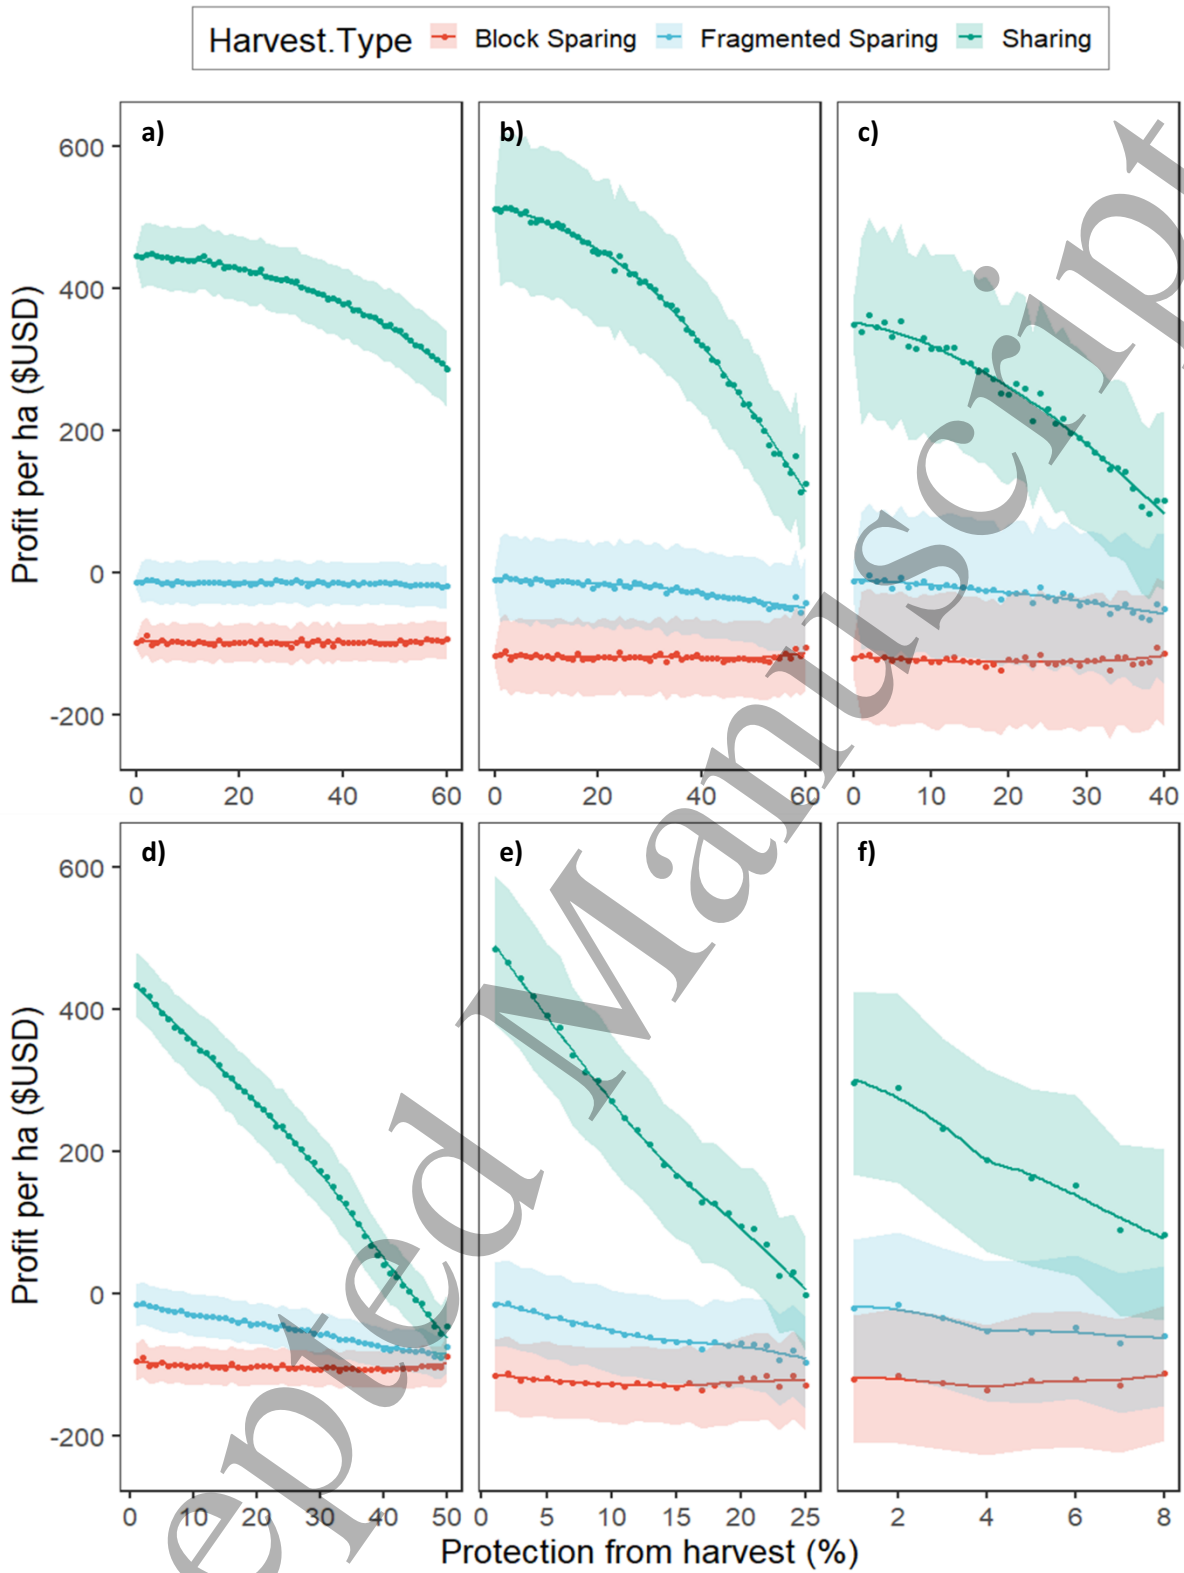 Harvest.Type Block Sparing Fragmented Sparing Sharing
a) b) c)
600
400
200
0
-200
Profit per ha ($USD)
0 20 40 60 0 20 40 60 0 10 20 30 40
d) e) f)
600
400
200
0
-200
Profit per ha ($USD)
0 10 20 30 40 50 0 5 10 15 20 25 2 4 6 8
Protection from harvest (%)
epted Manuscript